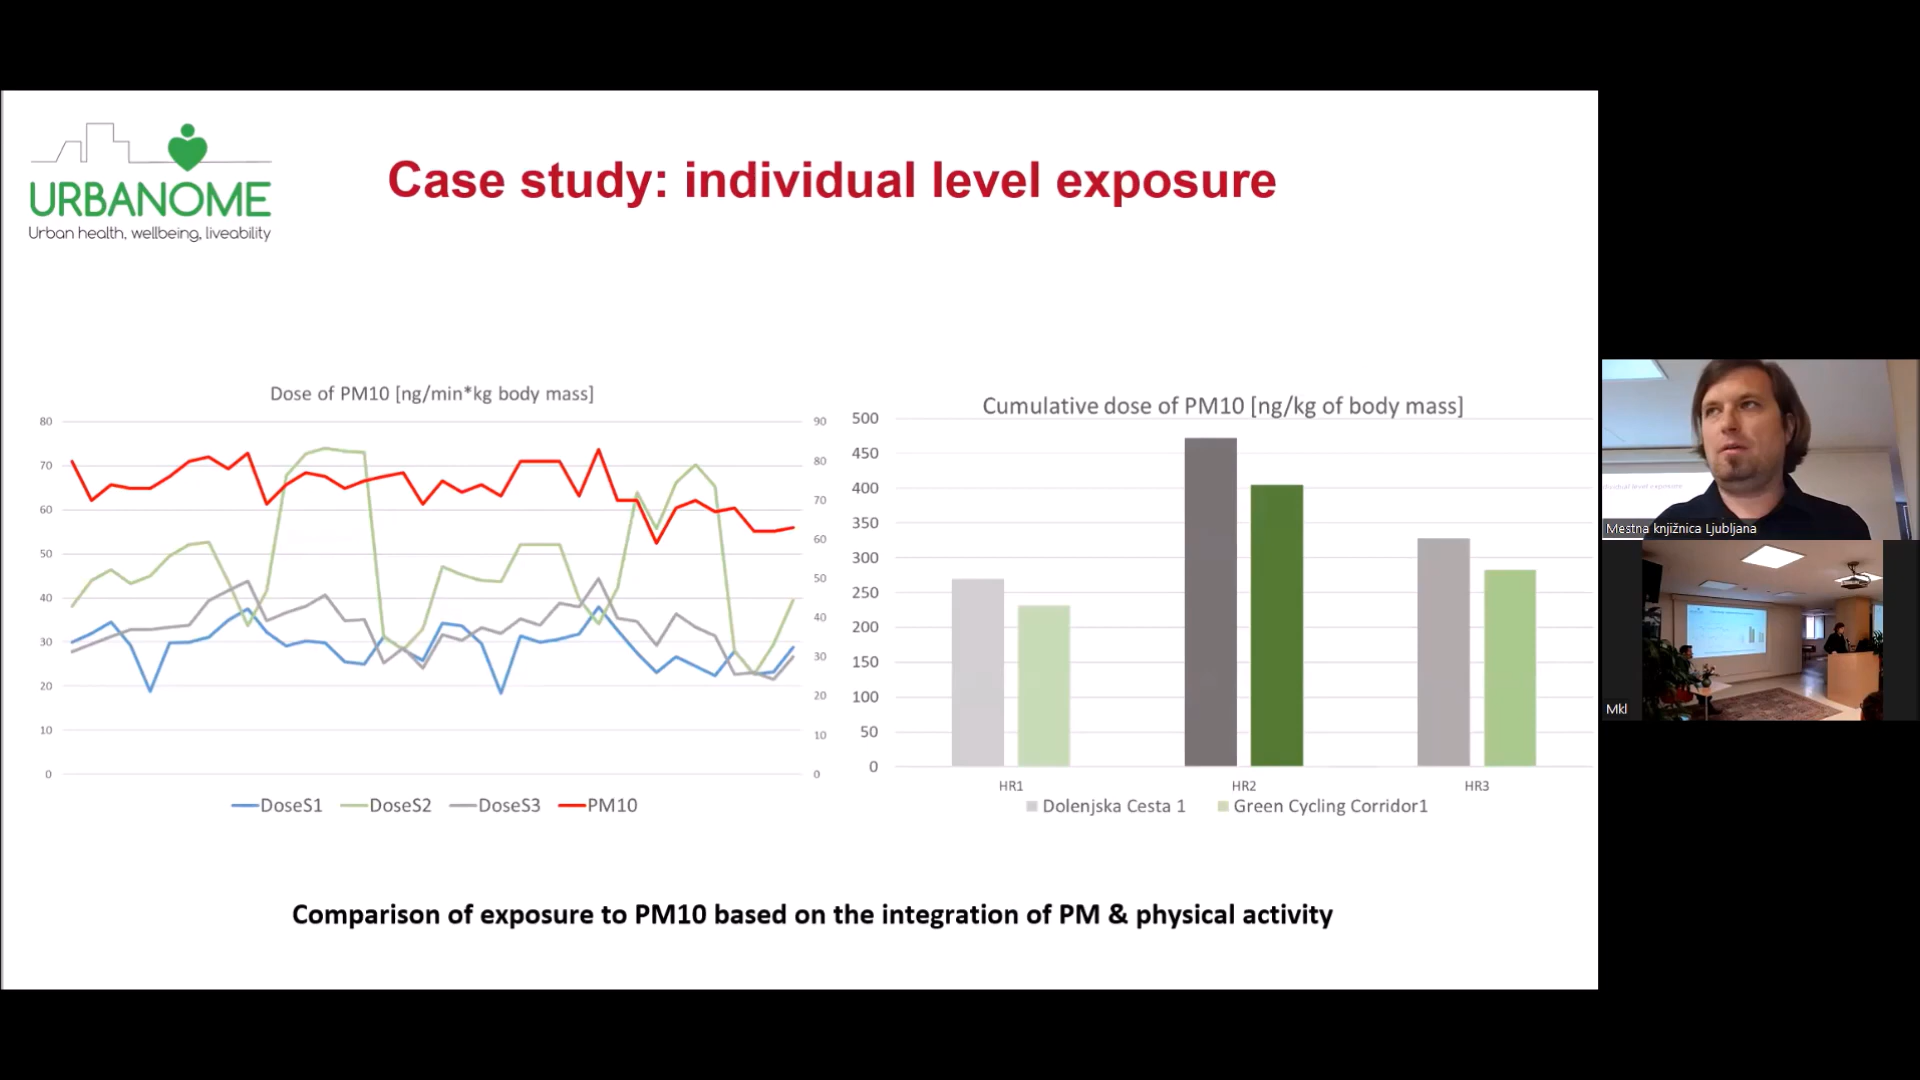 URBANOME
Urban health, wellbeing, liveability
Case study: individual level exposure
Dose of PM10 [ng/min*kg body mass]
80
70
60
50
40
30
20
10
0
90
80
70
60
50
40
30
20
10
0
DoseS1 DoseS2 DoseS3 PM10
Cumulative dose of PM10 [ng/kg of body mass]
500
450
400
350
300
250
200
150
100
50
0
HR1 HR2 HR3
Dolenjska Cesta 1 Green Cycling Corridor1
Comparison of exposure to PM10 based on the integration of PM & physical activity
individual level exposure
Mestna knjižnica Ljubljana
Mkl